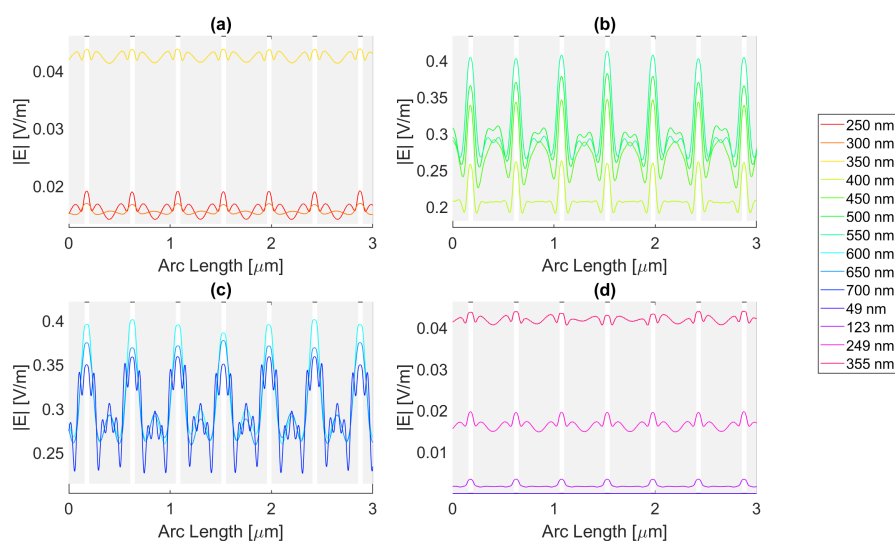 (a)
|E| [V/m]
0.04
0.03
0.02
0 1 2 3
Arc Length [μm]
(b)
|E| [V/m]
0.4
0.3
0.2
0 1 2 3
Arc Length [μm]
(c)
|E| [V/m]
0.4
0.35
0.3
0.25
0 1 2 3
Arc Length [μm]
(d)
|E| [V/m]
0.04
0.03
0.02
0.01
0 1 2 3
Arc Length [μm]
250 nm
300 nm
350 nm
400 nm
450 nm
500 nm
550 nm
600 nm
650 nm
700 nm
49 nm
123 nm
249 nm
355 nm